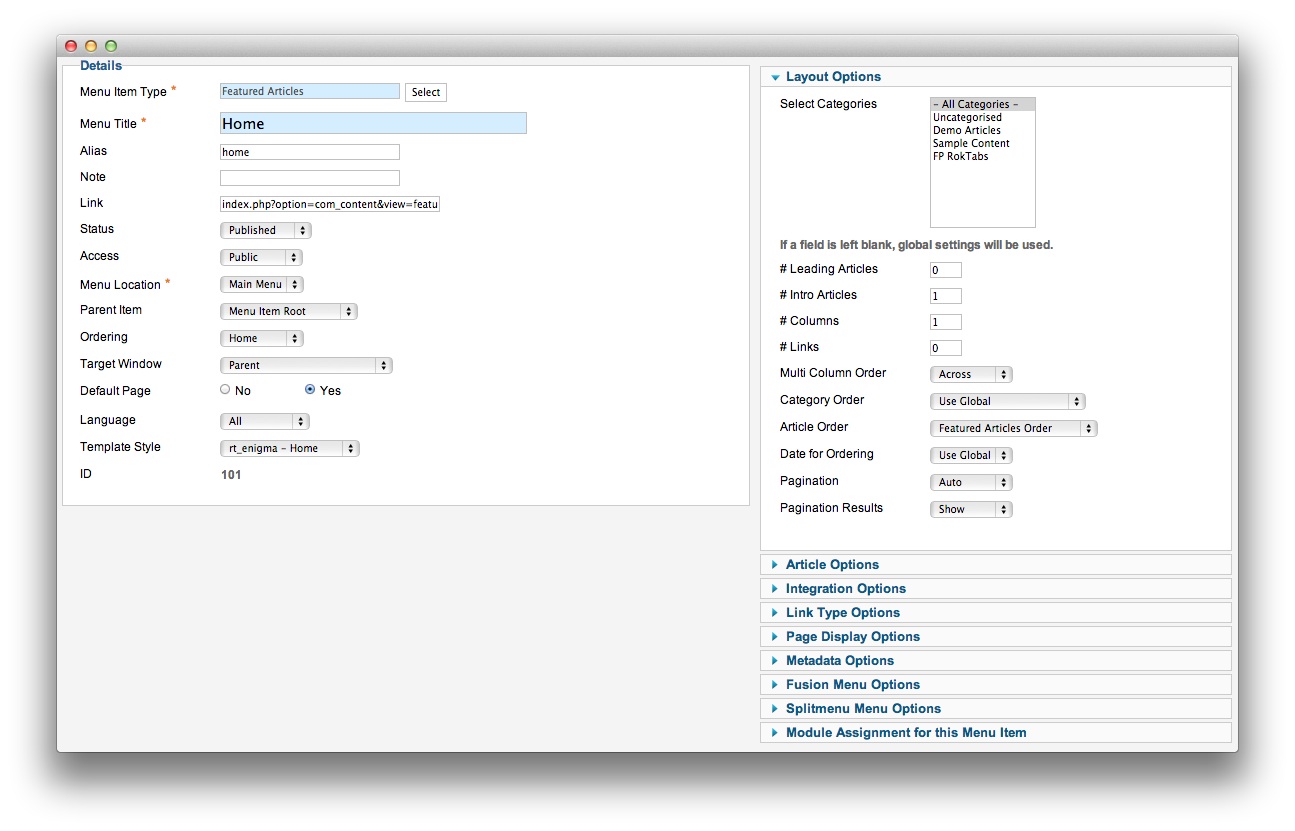 Details
Menu Item Type * Featured Articles Select
Menu Title * Home
Alias home
Note
Link index.php?option=com_content&view=featu
Status Published
Access Public
Menu Location * Main Menu
Parent Item Menu Item Root
Ordering Home
Target Window Parent
Default Page No Yes
Language All
Template Style rt_enigma - Home
ID 101
Layout Options
Select Categories - All Categories -
Uncategorised
Demo Articles
Sample Content
FP RokTabs
If a field is left blank, global settings will be used.
# Leading Articles 0
# Intro Articles 1
# Columns 1
# Links 0
Multi Column Order Across
Category Order Use Global
Article Order Featured Articles Order
Date for Ordering Use Global
Pagination Auto
Pagination Results Show
Article Options
Integration Options
Link Type Options
Page Display Options
Metadata Options
Fusion Menu Options
Splitmenu Menu Options
Module Assignment for this Menu Item